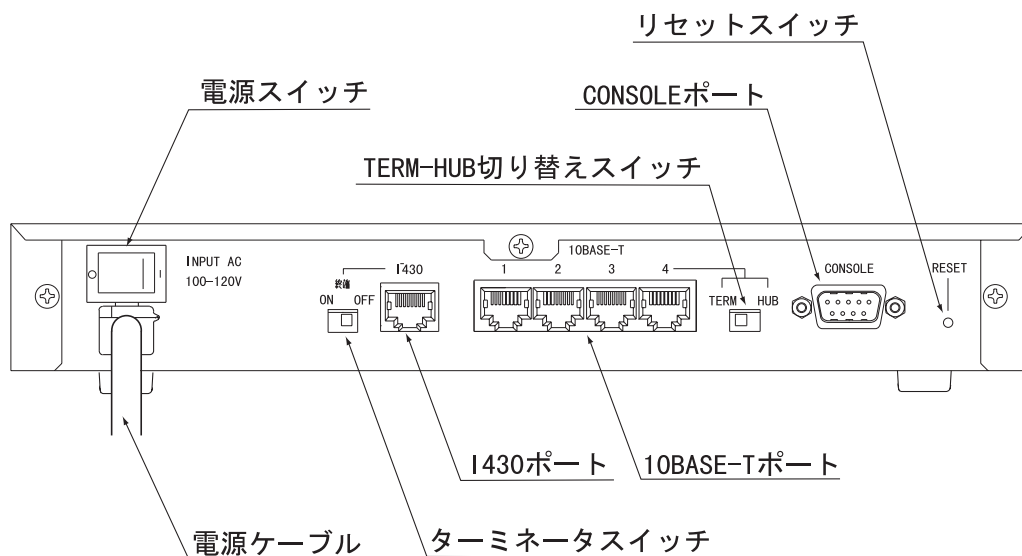 リセットスイッチ
電源スイッチ
CONSOLEポート
TERM-HUB切り替えスイッチ
INPUT AC
100-120V
10BASE-T
I430
1 2 3 4
CONSOLE
RESET
終端
ON OFF
TERM HUB
I430ポート
10BASE-Tポート
電源ケーブル
ターミネータスイッチ